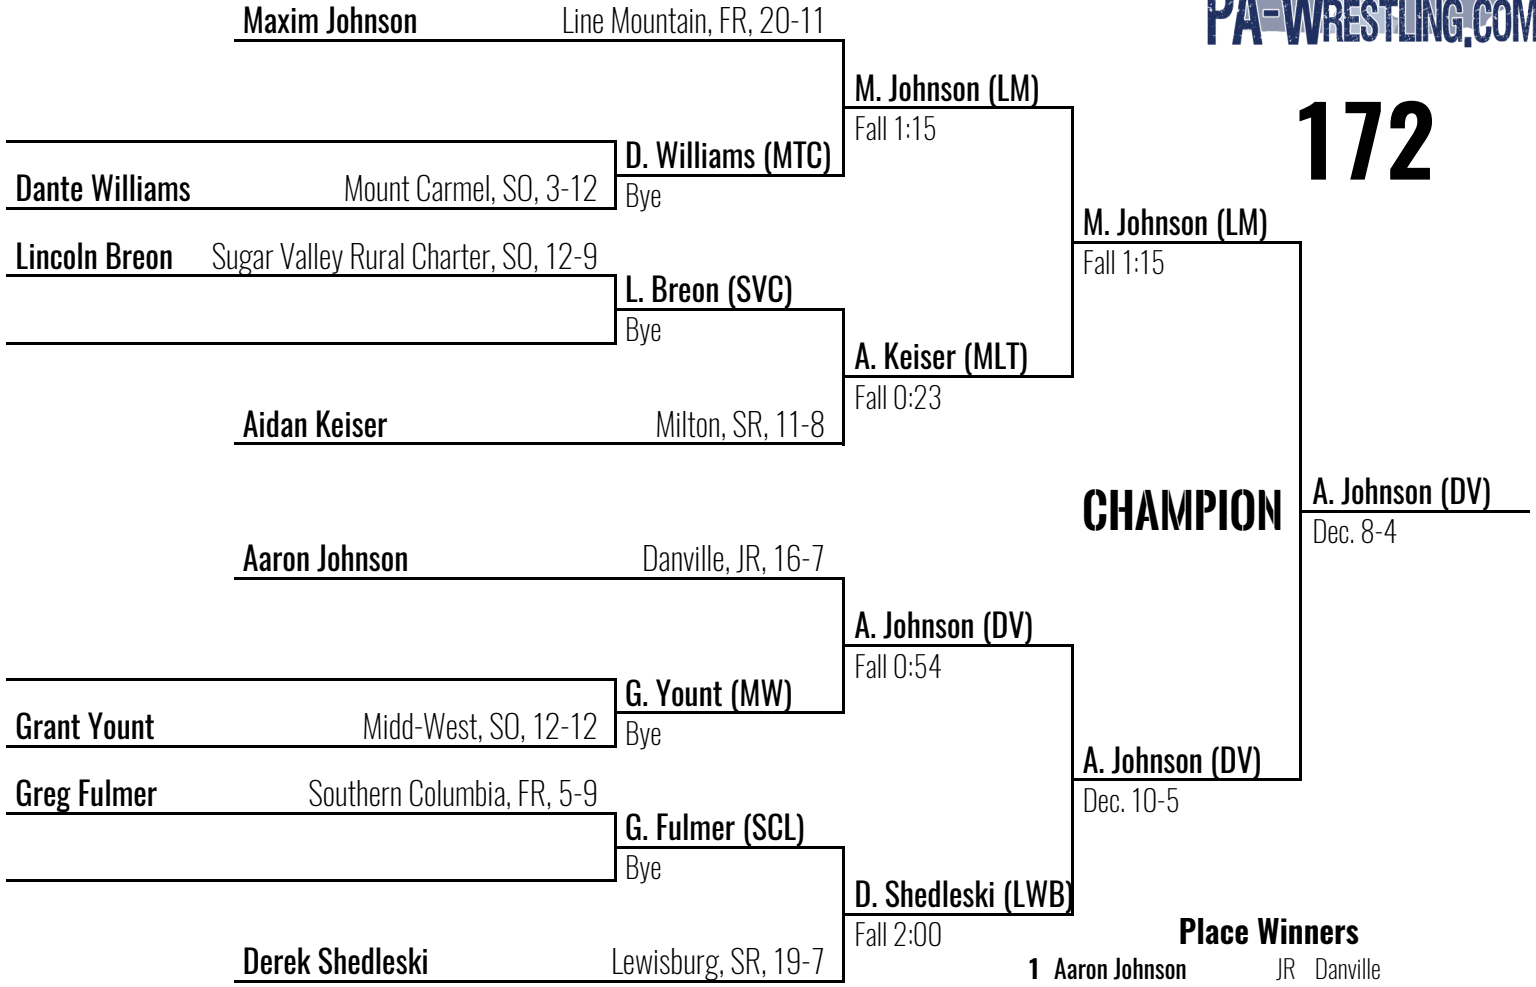 Maxim Johnson Line Mountain, FR, 20-11
PA-WRESTLING.COM
M. Johnson (LM)
Fall 1:15
172
D. Williams (MTC)
Dante Williams Mount Carmel, SO, 3-12
Bye
M. Johnson (LM)
Fall 1:15
Lincoln Breon Sugar Valley Rural Charter, SO, 12-9
L. Breon (SVC)
Bye
A. Keiser (MLT)
Fall 0:23
Aidan Keiser Milton, SR, 11-8
CHAMPION
A. Johnson (DV)
Dec. 8-4
Aaron Johnson Danville, JR, 16-7
A. Johnson (DV)
Fall 0:54
G. Yount (MW)
Grant Yount Midd-West, SO, 12-12
Bye
A. Johnson (DV)
Dec. 10-5
Greg Fulmer Southern Columbia, FR, 5-9
G. Fulmer (SCL)
Bye
D. Shedleski (LWB)
Fall 2:00
Derek Shedleski Lewisburg, SR, 19-7
Place Winners
1 Aaron Johnson JR Danville